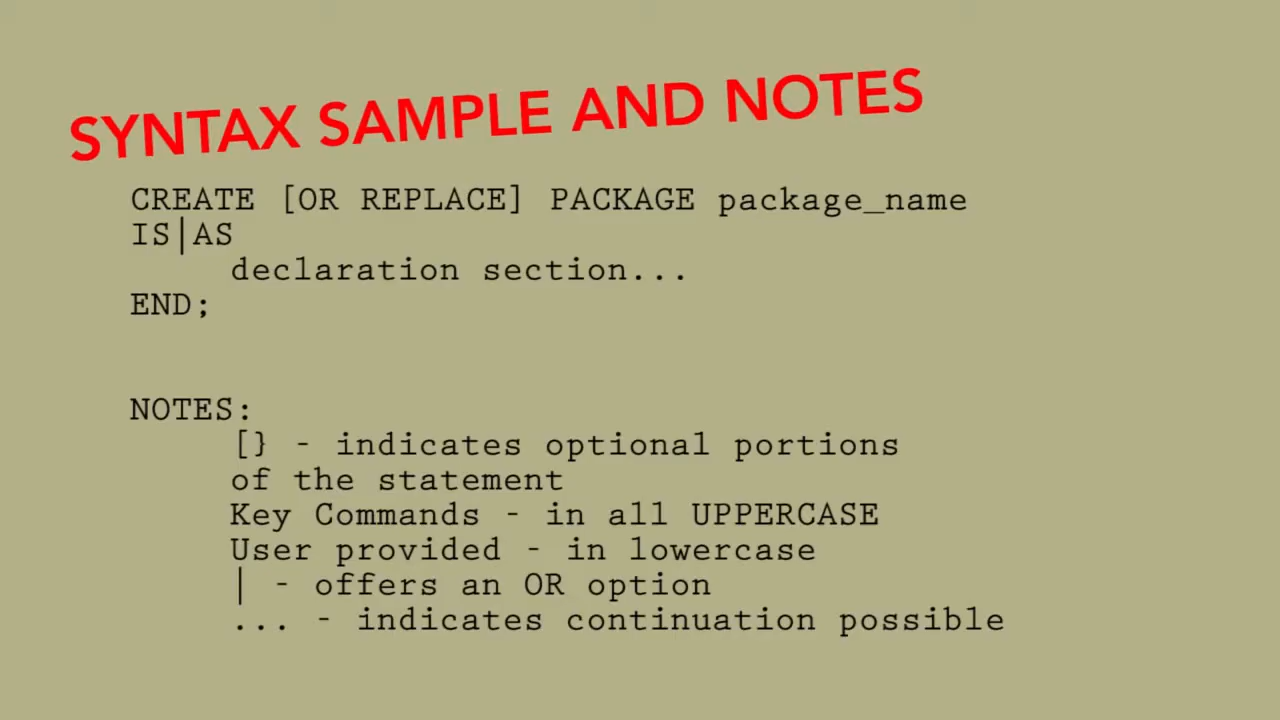 SYNTAX SAMPLE AND NOTES
CREATE [OR REPLACE] PACKAGE package_name
IS|AS
declaration section...
END;
NOTES:
[} - indicates optional portions
of the statement
Key Commands - in all UPPERCASE
User provided - in lowercase
| - offers an OR option
... - indicates continuation possible